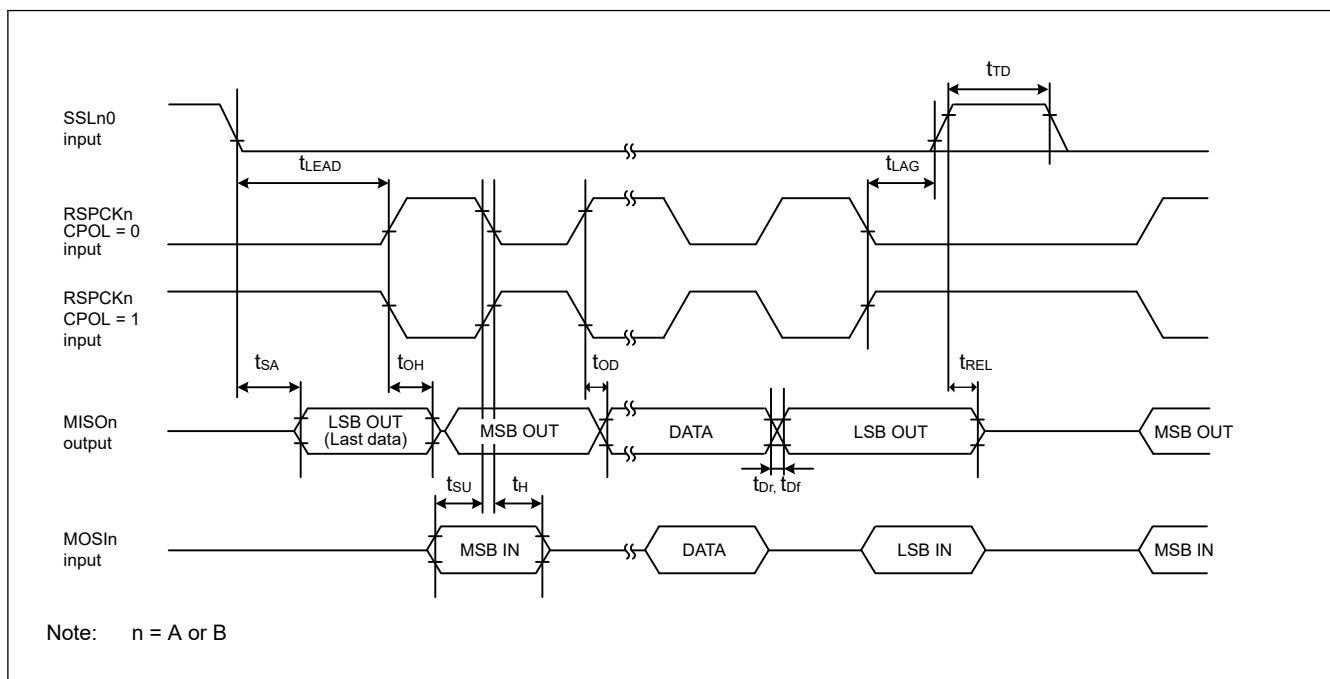 tTD
SSLn0
input
tLEAD
tLAG
RSPCKn
CPOL = 0
input
RSPCKn
CPOL = 1
input
tSA
tOH
tOD
tREL
MISOn
output
LSB OUT
(Last data)
MSB OUT
DATA
LSB OUT
MSB OUT
tSU
tH
tDr, tDf
MOSIn
input
MSB IN
DATA
LSB IN
MSB IN
Note: n = A or B